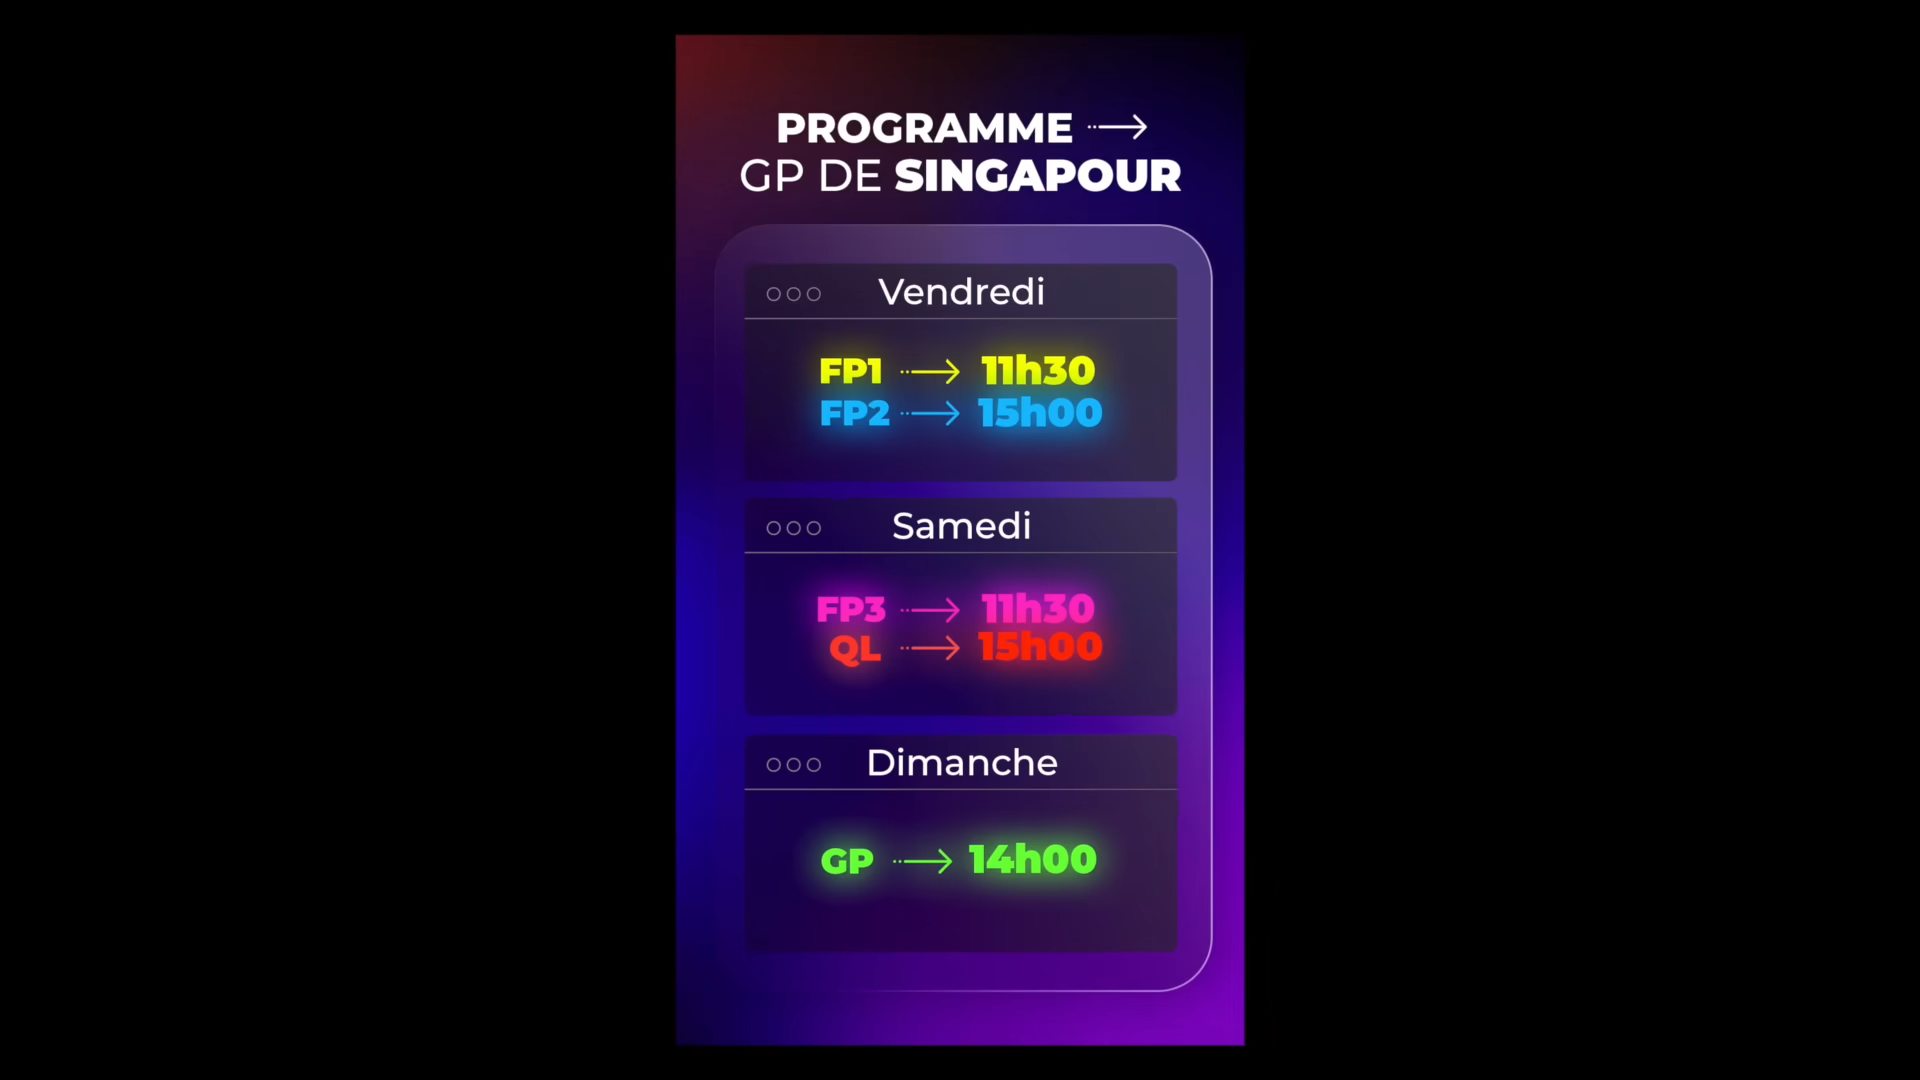 PROGRAMME
GP DE SINGAPOUR
Vendredi
FP1 11h30
FP2 15h00
Samedi
FP3 11h30
QL 15h00
Dimanche
GP 14h00